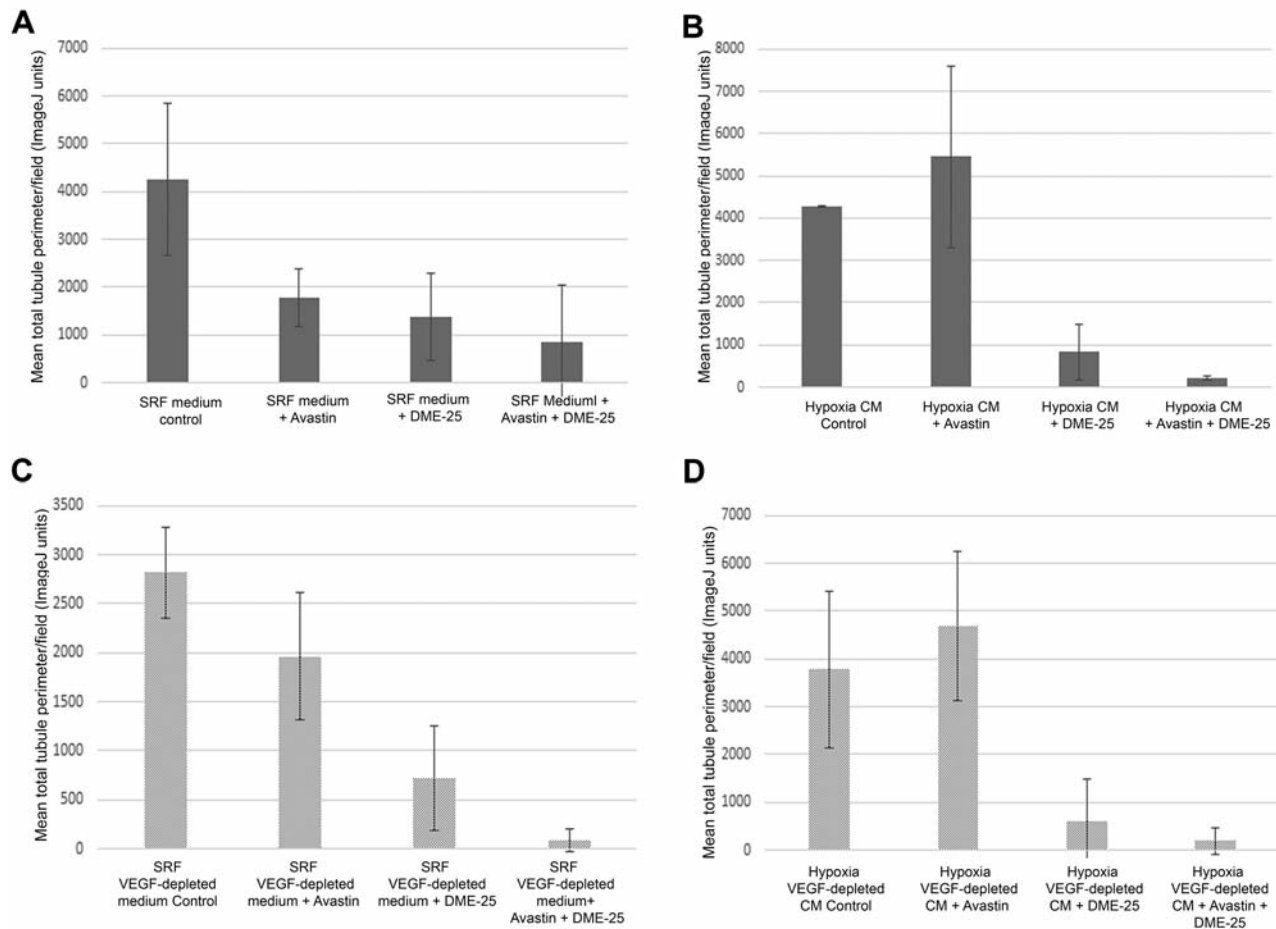 A
Mean total tubule perimeter/field (ImageJ units)
7000
6000
5000
4000
3000
2000
1000
0
SRF medium
control
SRF medium
+ Avastin
SRF medium
+ DME-25
SRF Mediuml +
Avastin + DME-25
B
Mean total tubule perimeter/field (ImageJ units)
8000
7000
6000
5000
4000
3000
2000
1000
0
Hypoxia CM
Control
Hypoxia CM
+ Avastin
Hypoxia CM
+ DME-25
Hypoxia CM
+ Avastin + DME-25
C
Mean total tubule perimeter/field (ImageJ units)
3500
3000
2500
2000
1500
1000
500
0
SRF
VEGF-depleted
medium Control
SRF
VEGF-depleted
medium + Avastin
SRF
VEGF-depleted
medium + DME-25
SRF
VEGF-depleted
medium+
Avastin + DME-25
D
Mean total tubule perimeter/field (ImageJ units)
7000
6000
5000
4000
3000
2000
1000
0
Hypoxia
VEGF-depleted
CM Control
Hypoxia
VEGF-depleted
CM + Avastin
Hypoxia
VEGF-depleted
CM + DME-25
Hypoxia
VEGF-depleted
CM + Avastin +
DME-25